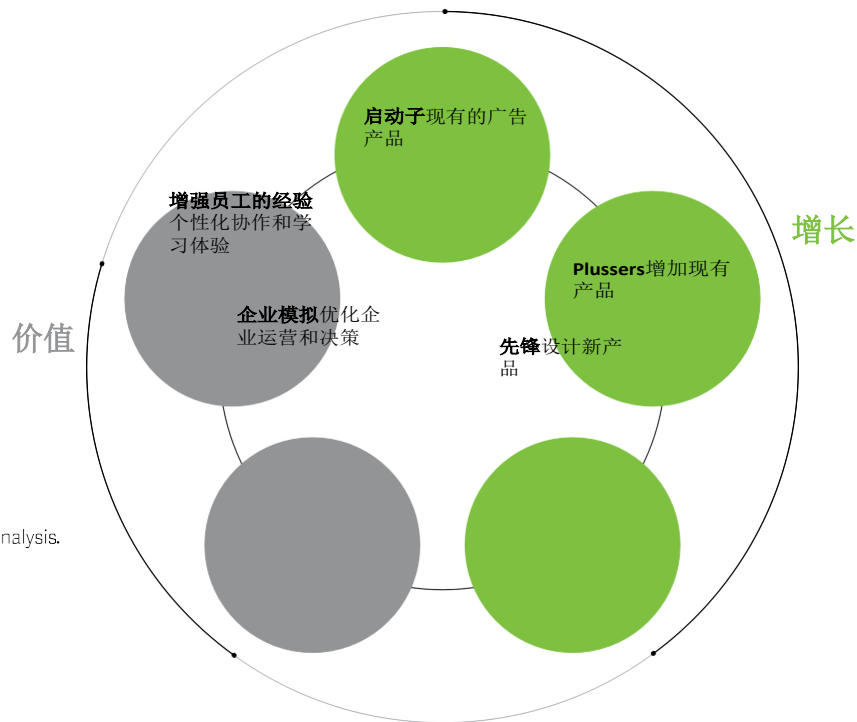 启动子现有的广告
产品
增强员工的经验
个性化协作和学
习体验
增长
Plussers增加现有
产品
企业模拟优化企
业运营和决策
价值
先锋设计新产
品
nalysis.